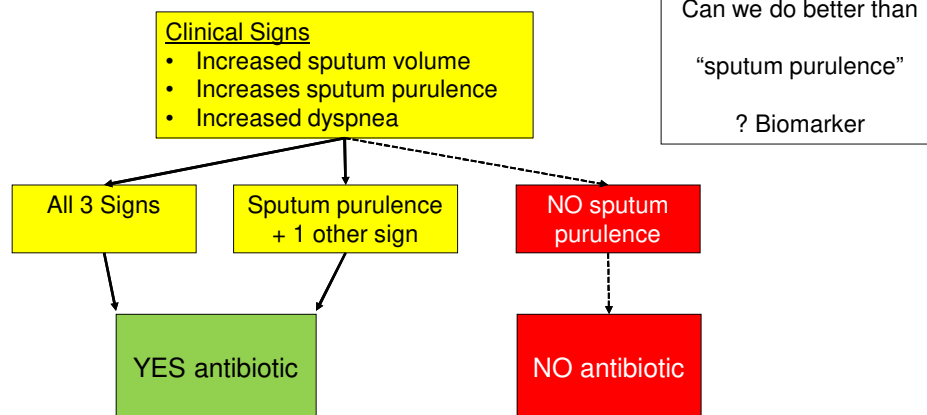 Clinical Signs
• Increased sputum volume
• Increases sputum purulence
• Increased dyspnea
Can we do better than
“sputum purulence”
? Biomarker
All 3 Signs
Sputum purulence
+ 1 other sign
NO sputum
purulence
YES antibiotic
NO antibiotic